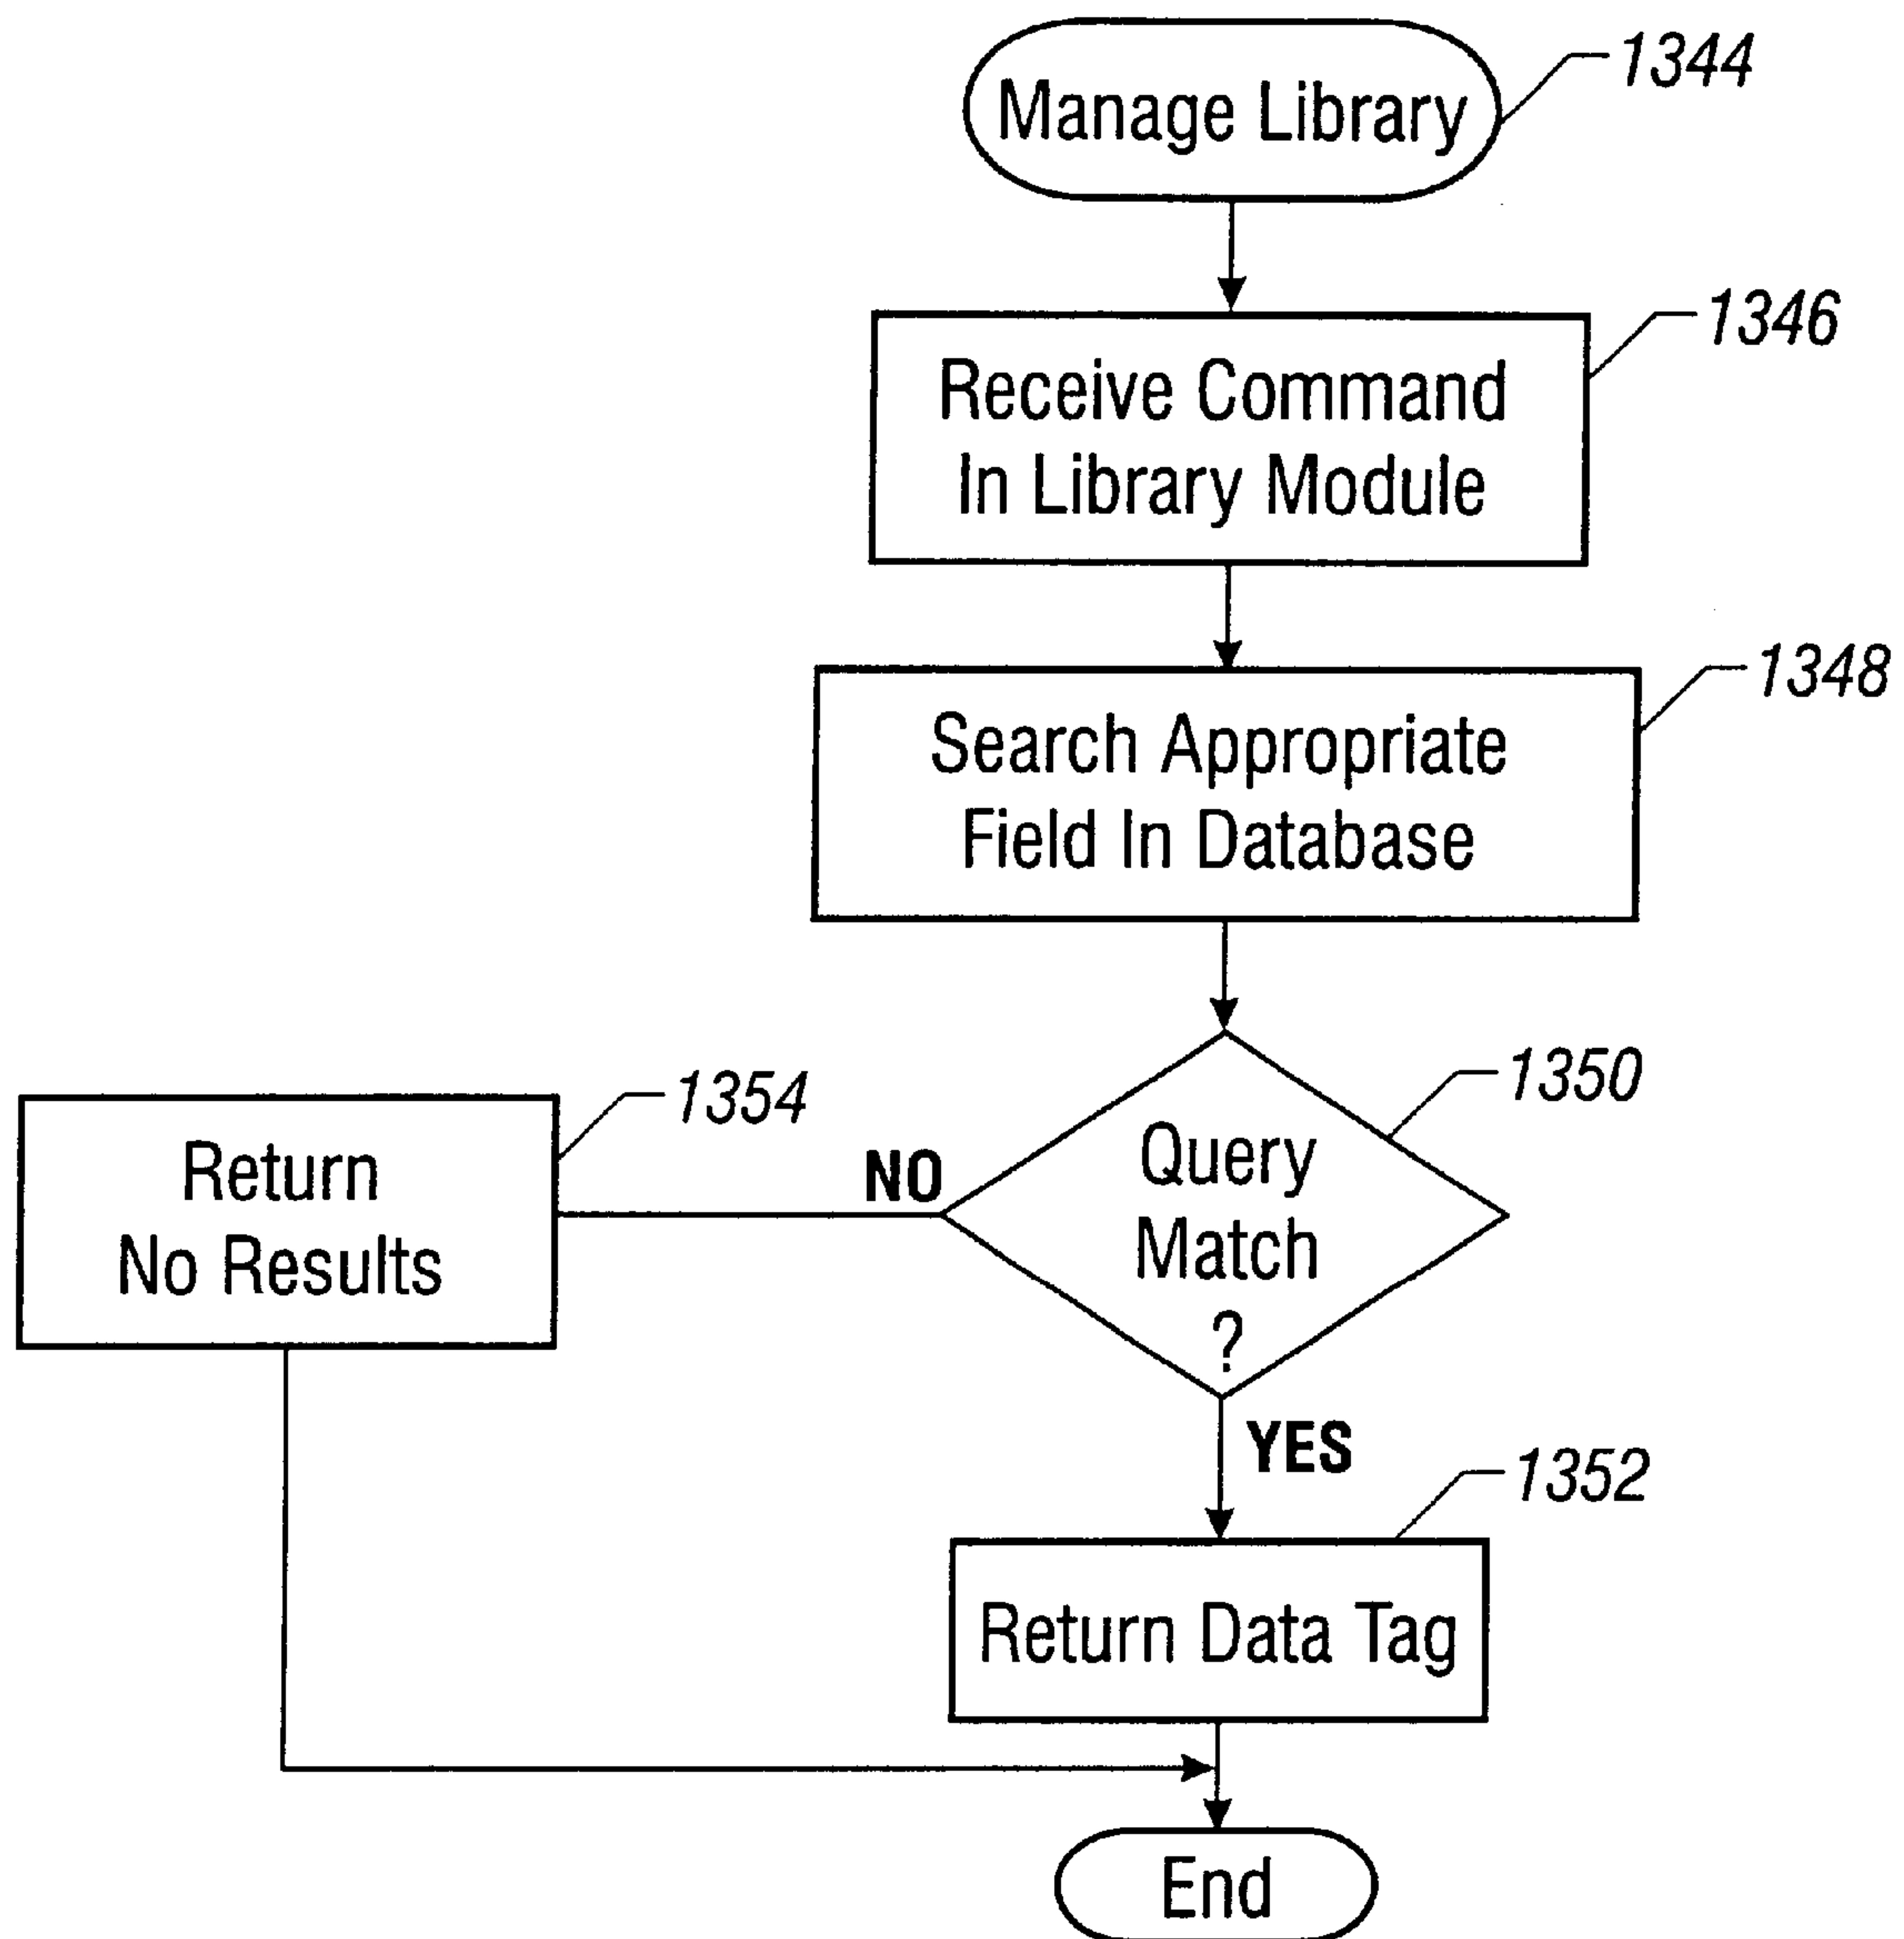 Manage Library
1344
Receive Command
In Library Module
1346
Search Appropriate
Field In Database
1348
Query
Match
?
1350
NO
Return
No Results
1354
YES
Return Data Tag
1352
End